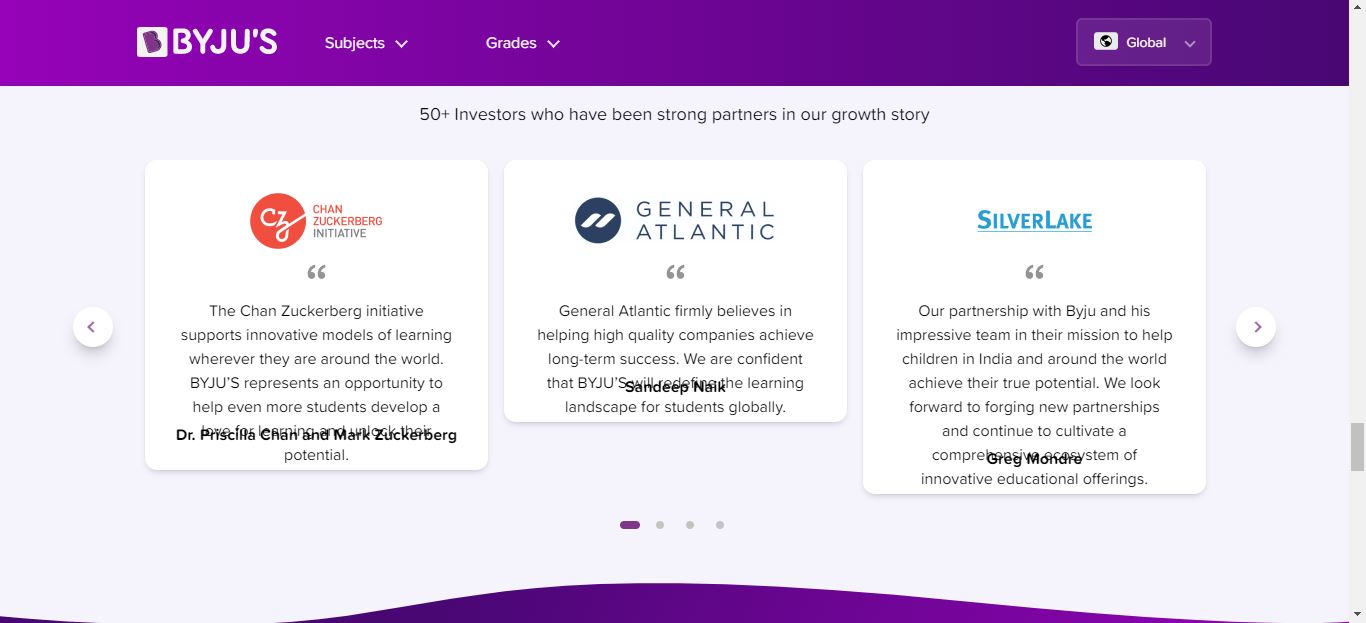 BYJU'S
Subjects
Grades
Global
50+ Investors who have been strong partners in our growth story
CHAN
ZUCKERBERG
INITIATIVE
“
The Chan Zuckerberg initiative
supports innovative models of learning
wherever they are around the world.
BYJU’S represents an opportunity to
help even more students develop a
love for learning and unlock their
potential.
Dr. Priscilla Chan and Mark Zuckerberg
GENERAL
ATLANTIC
“
General Atlantic firmly believes in
helping high quality companies achieve
long-term success. We are confident
that BYJU’S will redefine the learning
landscape for students globally.
Sandeep Naik
SILVERLAKE
“
Our partnership with Byju and his
impressive team in their mission to help
children in India and around the world
achieve their true potential. We look
forward to forging new partnerships
and continue to cultivate a
comprehensive ecosystem of
innovative educational offerings.
Greg Mondre